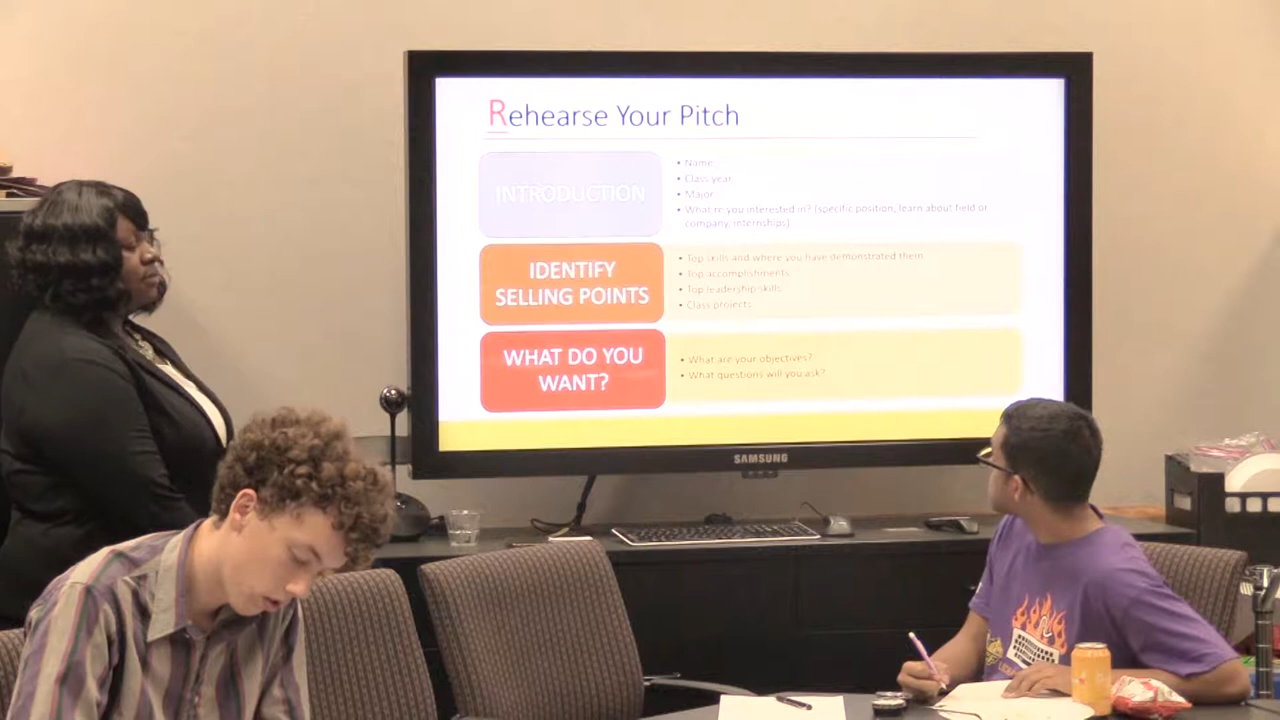 Rehearse Your Pitch
INTRODUCTION
• Name
• Class year
• Major
• What re you interested in? (specific position, learn about field or
company, internships)
IDENTIFY
SELLING POINTS
• Top skills and where you have demonstrated them
• Top accomplishments
• Top leadership skills
• Class projects
WHAT DO YOU
WANT?
• What are your objectives?
• What questions will you ask?
SAMSUNG